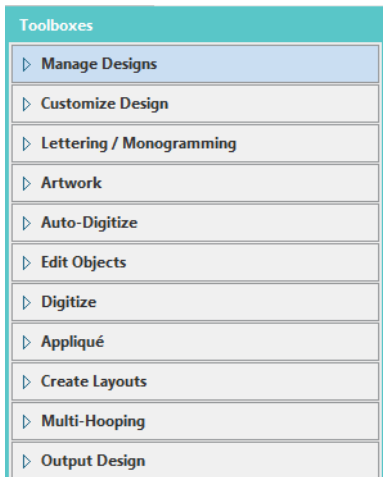 Toolboxes
Manage Designs
Customize Design
Lettering / Monogramming
Artwork
Auto-Digitize
Edit Objects
Digitize
Appliqué
Create Layouts
Multi-Hooping
Output Design